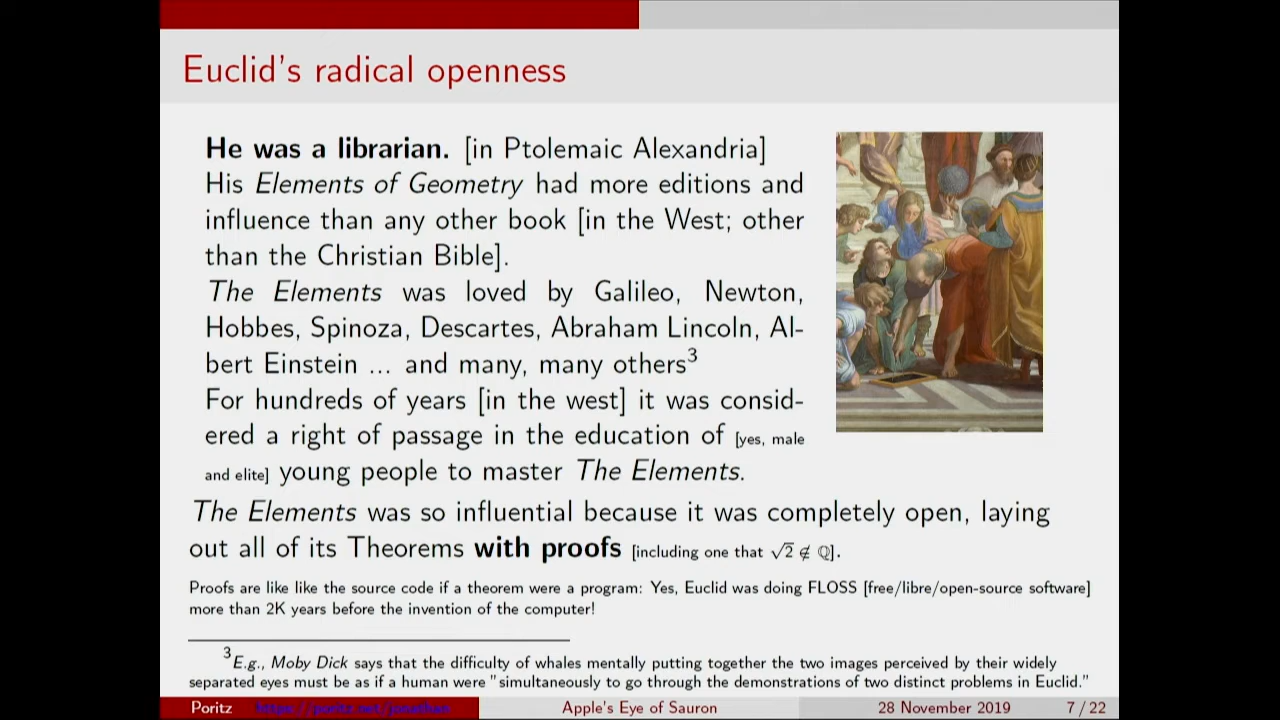 Euclid's radical openness
He was a librarian. [in Ptolemaic Alexandria]
His Elements of Geometry had more editions and
influence than any other book [in the West; other
than the Christian Bible].
The Elements was loved by Galileo, Newton,
Hobbes, Spinoza, Descartes, Abraham Lincoln, Al-
bert Einstein ... and many, many others³
For hundreds of years [in the west] it was consid-
ered a right of passage in the education of [yes, male
and elite] young people to master The Elements.
The Elements was so influential because it was completely open, laying
out all of its Theorems with proofs [including one that √2 ∉ ℚ].
Proofs are like like the source code if a theorem were a program: Yes, Euclid was doing FLOSS [free/libre/open-source software]
more than 2K years before the invention of the computer!
³E.g., Moby Dick says that the difficulty of whales mentally putting together the two images perceived by their widely
separated eyes must be as if a human were "simultaneously to go through the demonstrations of two distinct problems in Euclid."
Poritz https://poritz.net/jonathan Apple's Eye of Sauron 28 November 2019 7 / 22